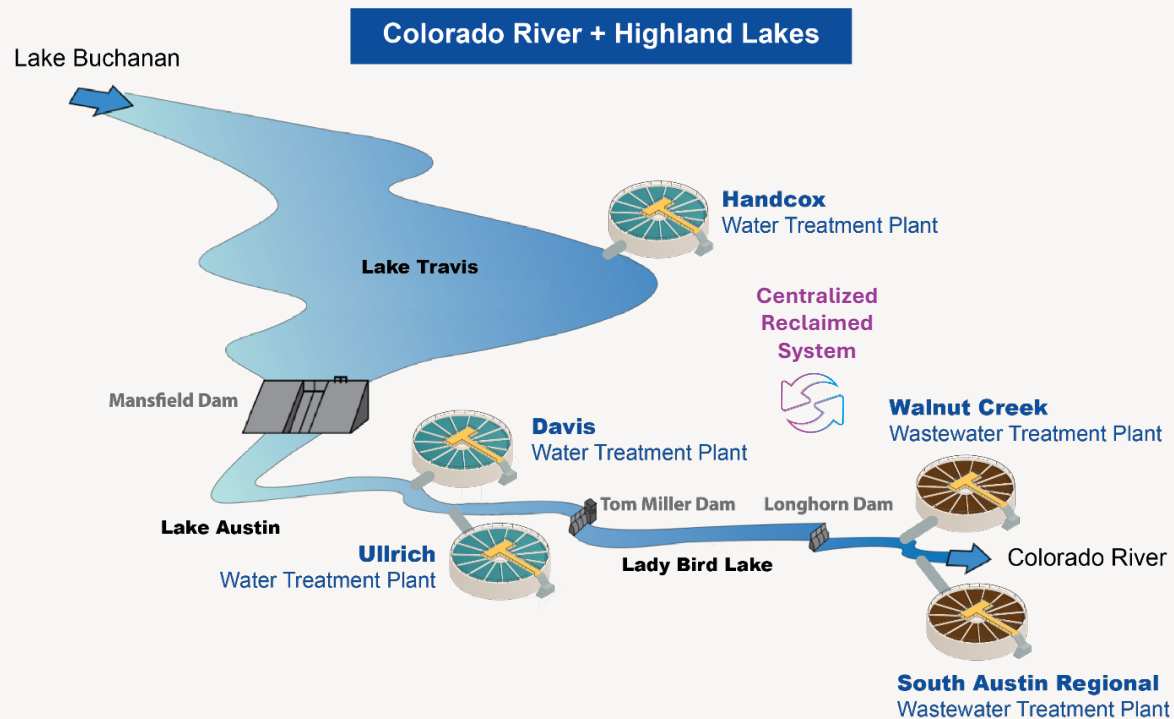 Colorado River + Highland Lakes
Lake Buchanan
Handcox
Water Treatment Plant
Lake Travis
Centralized
Reclaimed
System
Mansfield Dam
Walnut Creek
Wastewater Treatment Plant
Davis
Water Treatment Plant
Tom Miller Dam
Longhorn Dam
Lake Austin
Ullrich
Water Treatment Plant
Lady Bird Lake
Colorado River
South Austin Regional
Wastewater Treatment Plant